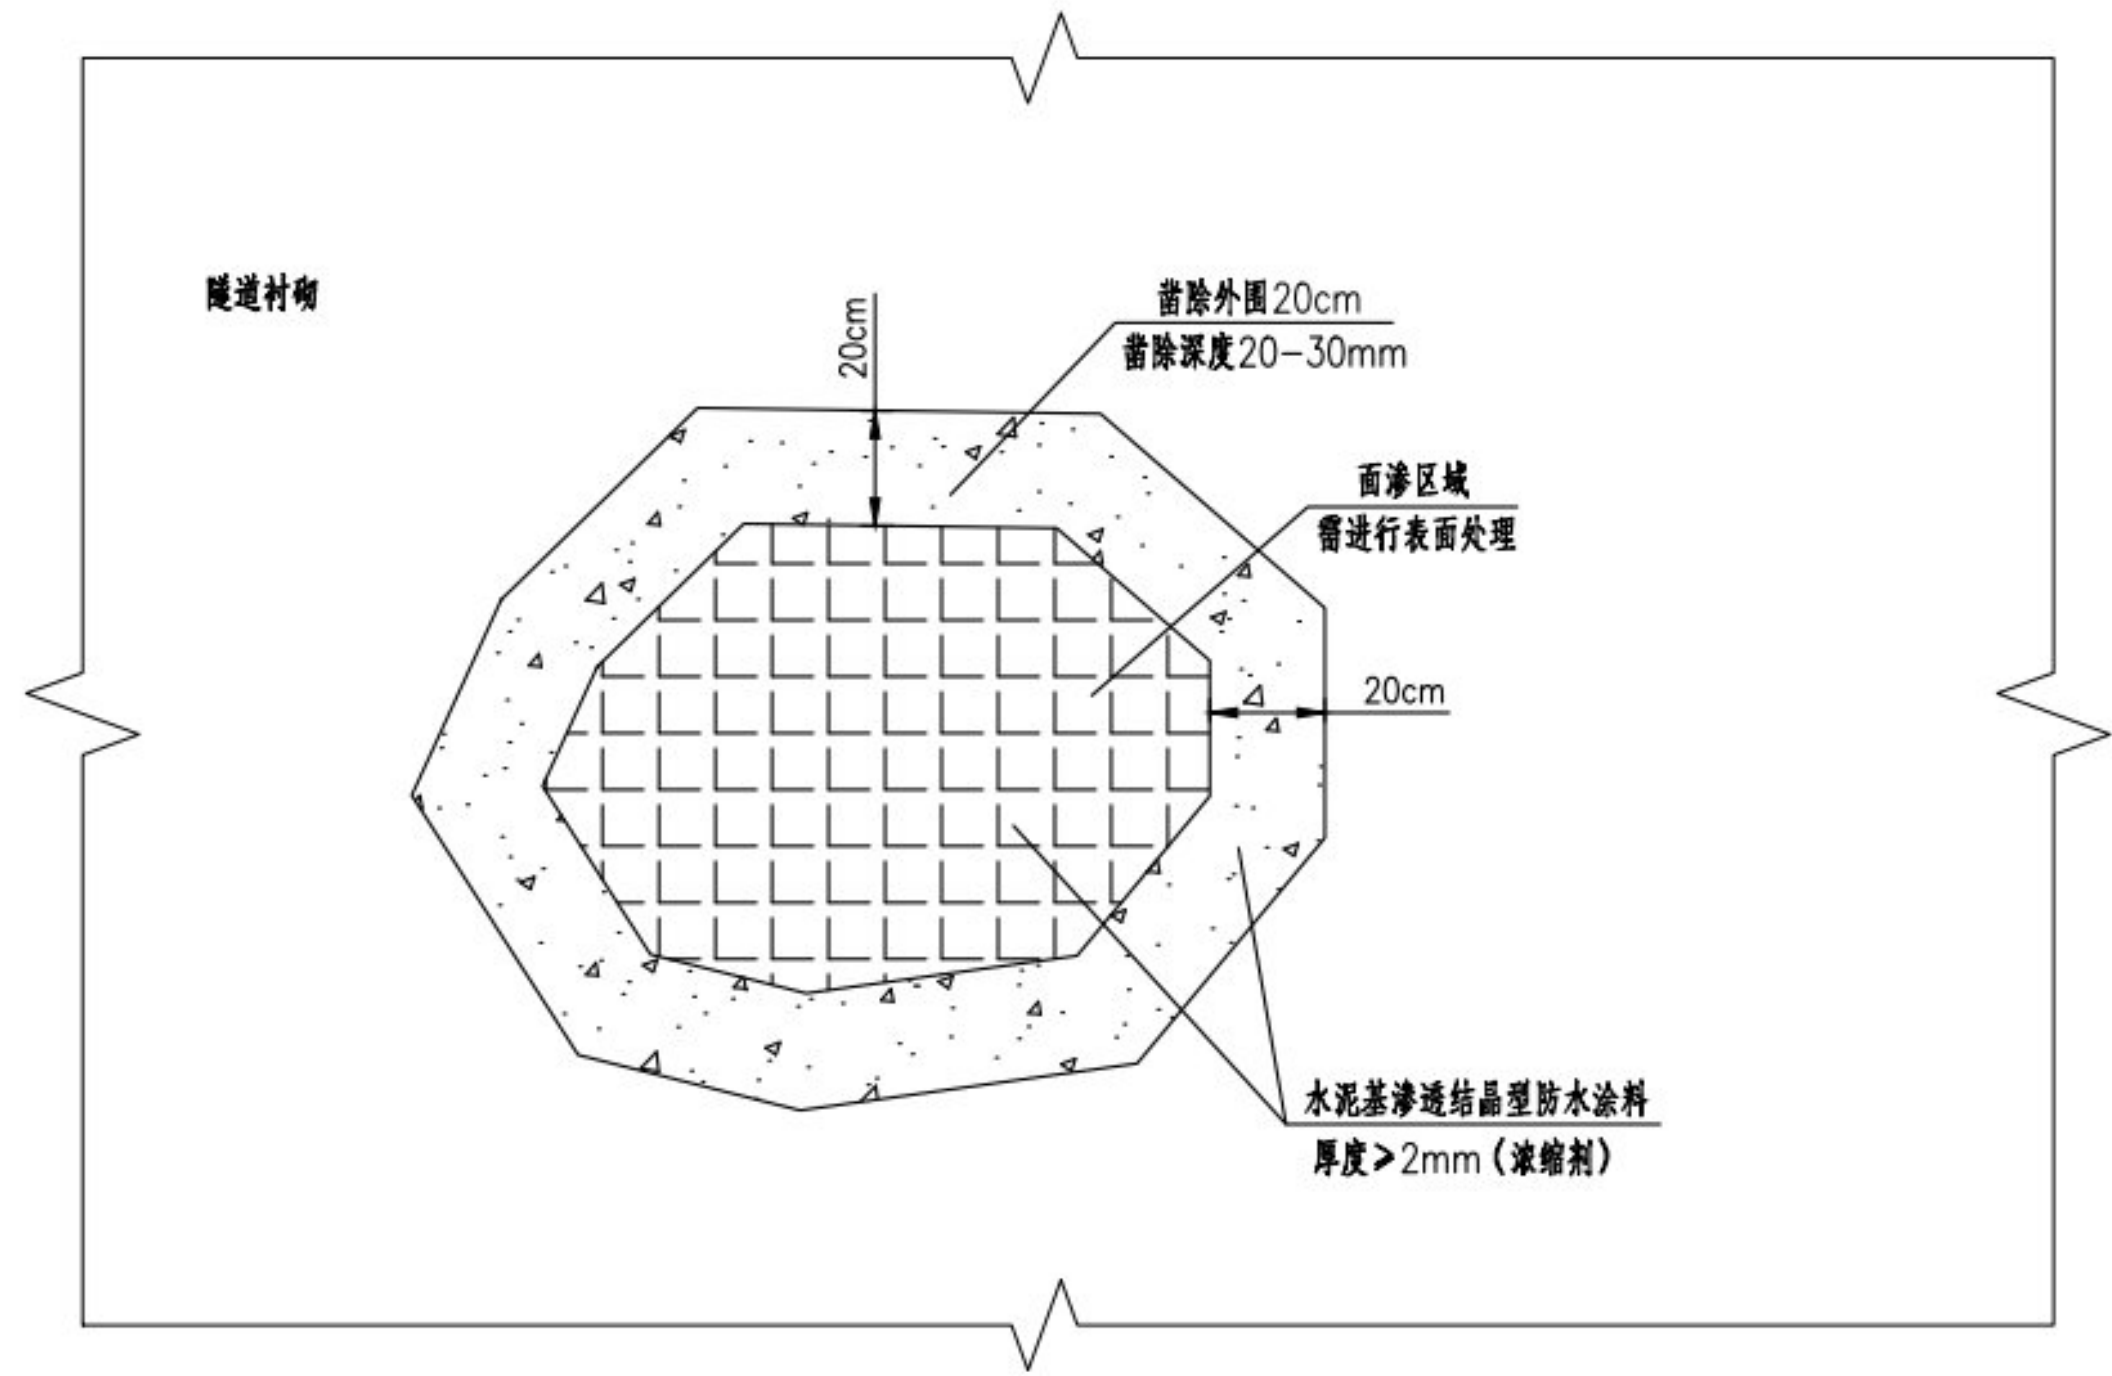 隧道衬砌
20cm
凿除外围20cm
凿除深度20-30mm
面渗区域
需进行表面处理
20cm
水泥基渗透结晶型防水涂料
厚度≥2mm(浓缩剂)